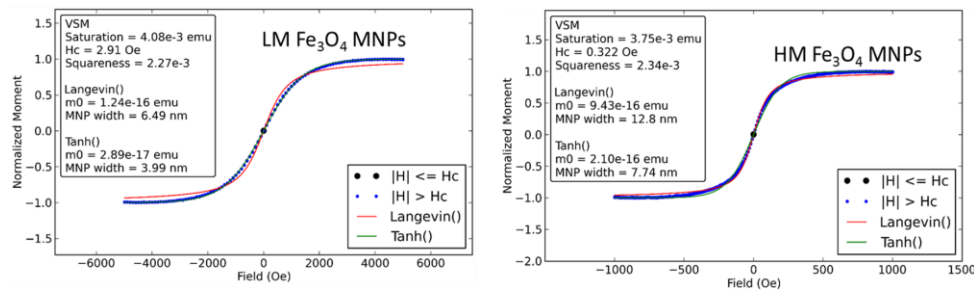 VSM
Saturation = 4.08e-3 emu
Hc = 2.91 Oe
Squareness = 2.27e-3
Langevin()
m0 = 1.24e-16 emu
MNP width = 6.49 nm
Tanh()
m0 = 2.89e-17 emu
MNP width = 3.99 nm
LM Fe₃O₄ MNPs
1.5
1.0
0.5
0.0
−0.5
−1.0
−1.5
Normalized Moment
|H| <= Hc
|H| > Hc
Langevin()
Tanh()
−6000
−4000
−2000
0
2000
4000
6000
Field (Oe)
VSM
Saturation = 3.75e-3 emu
Hc = 0.322 Oe
Squareness = 2.34e-3
Langevin()
m0 = 9.43e-16 emu
MNP width = 12.8 nm
Tanh()
m0 = 2.10e-16 emu
MNP width = 7.74 nm
HM Fe₃O₄ MNPs
2.0
1.5
1.0
0.5
0.0
−0.5
−1.0
−1.5
−2.0
Normalized Moment
|H| <= Hc
|H| > Hc
Langevin()
Tanh()
−1000
−500
0
500
1000
1500
Field (Oe)